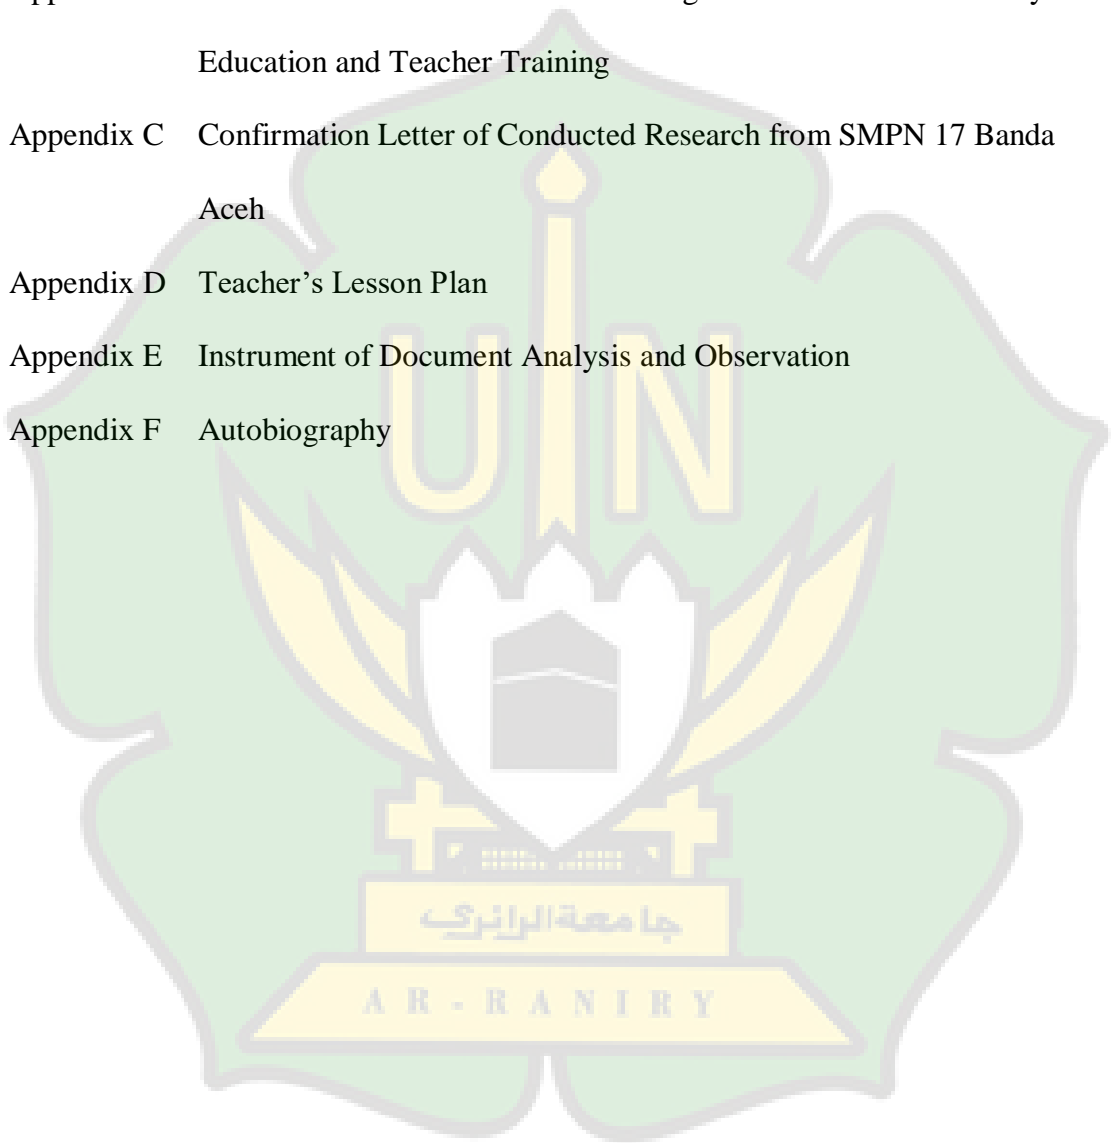 Education and Teacher Training
Appendix C Confirmation Letter of Conducted Research from SMPN 17 Banda
Aceh
Appendix D Teacher’s Lesson Plan
Appendix E Instrument of Document Analysis and Observation
Appendix F Autobiography
UIN
جامعة الرانري
AR-RANIRY